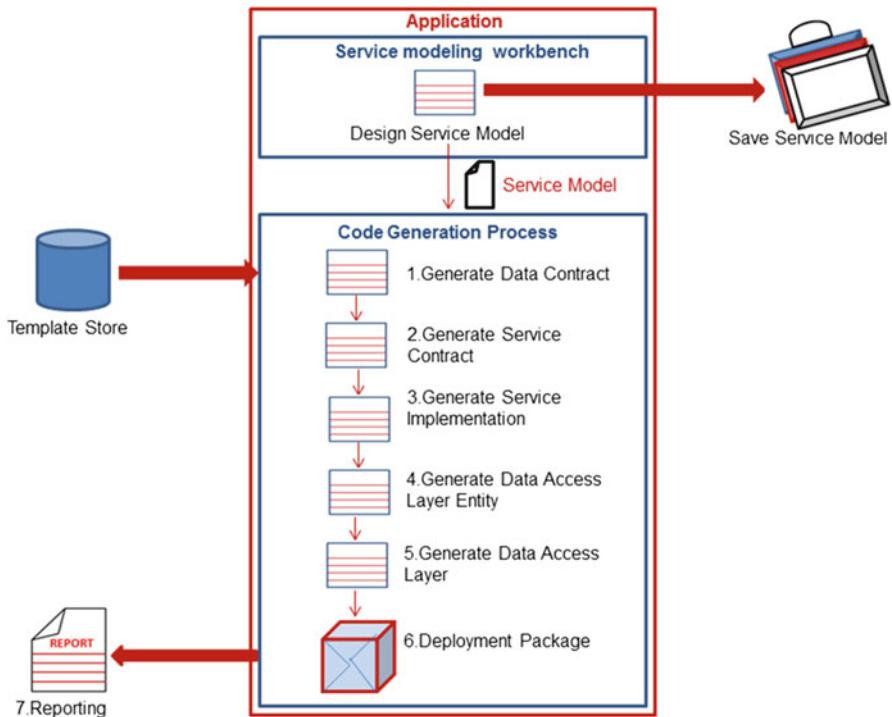 Application
Service modeling workbench
Design Service Model
Save Service Model
Service Model
Code Generation Process
Template Store
1.Generate Data Contract
2.Generate Service
Contract
3.Generate Service
Implementation
4.Generate Data Access
Layer Entity
5.Generate Data Access
Layer
6.Deployment Package
REPORT
7.Reporting